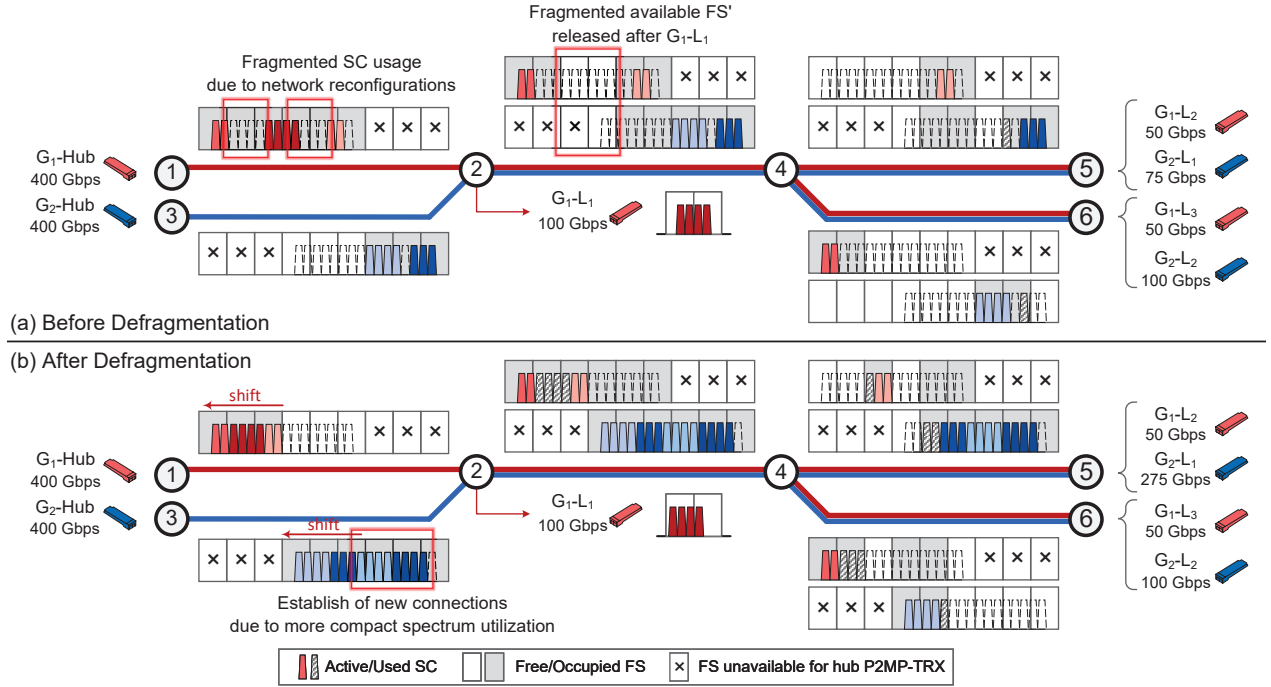 Fragmented available FS'
released after G₁-L₁
Fragmented SC usage
due to network reconfigurations
× × ×
× × ×
× × ×
× × ×
G₁-Hub
400 Gbps
1
2
4
5
G₁-L₂
50 Gbps
G₂-L₁
75 Gbps
G₂-Hub
400 Gbps
3
G₁-L₁
100 Gbps
6
G₁-L₃
50 Gbps
G₂-L₂
100 Gbps
× × ×
× × ×
(a) Before Defragmentation
(b) After Defragmentation
× × ×
× × ×
shift
× × ×
× × ×
× × ×
G₁-Hub
400 Gbps
1
2
4
5
G₁-L₂
50 Gbps
G₂-L₁
275 Gbps
G₂-Hub
400 Gbps
3
shift
G₁-L₁
100 Gbps
6
G₁-L₃
50 Gbps
G₂-L₂
100 Gbps
× × ×
× × ×
× × ×
Establish of new connections
due to more compact spectrum utilization
Active/Used SC
Free/Occupied FS
× FS unavailable for hub P2MP-TRX